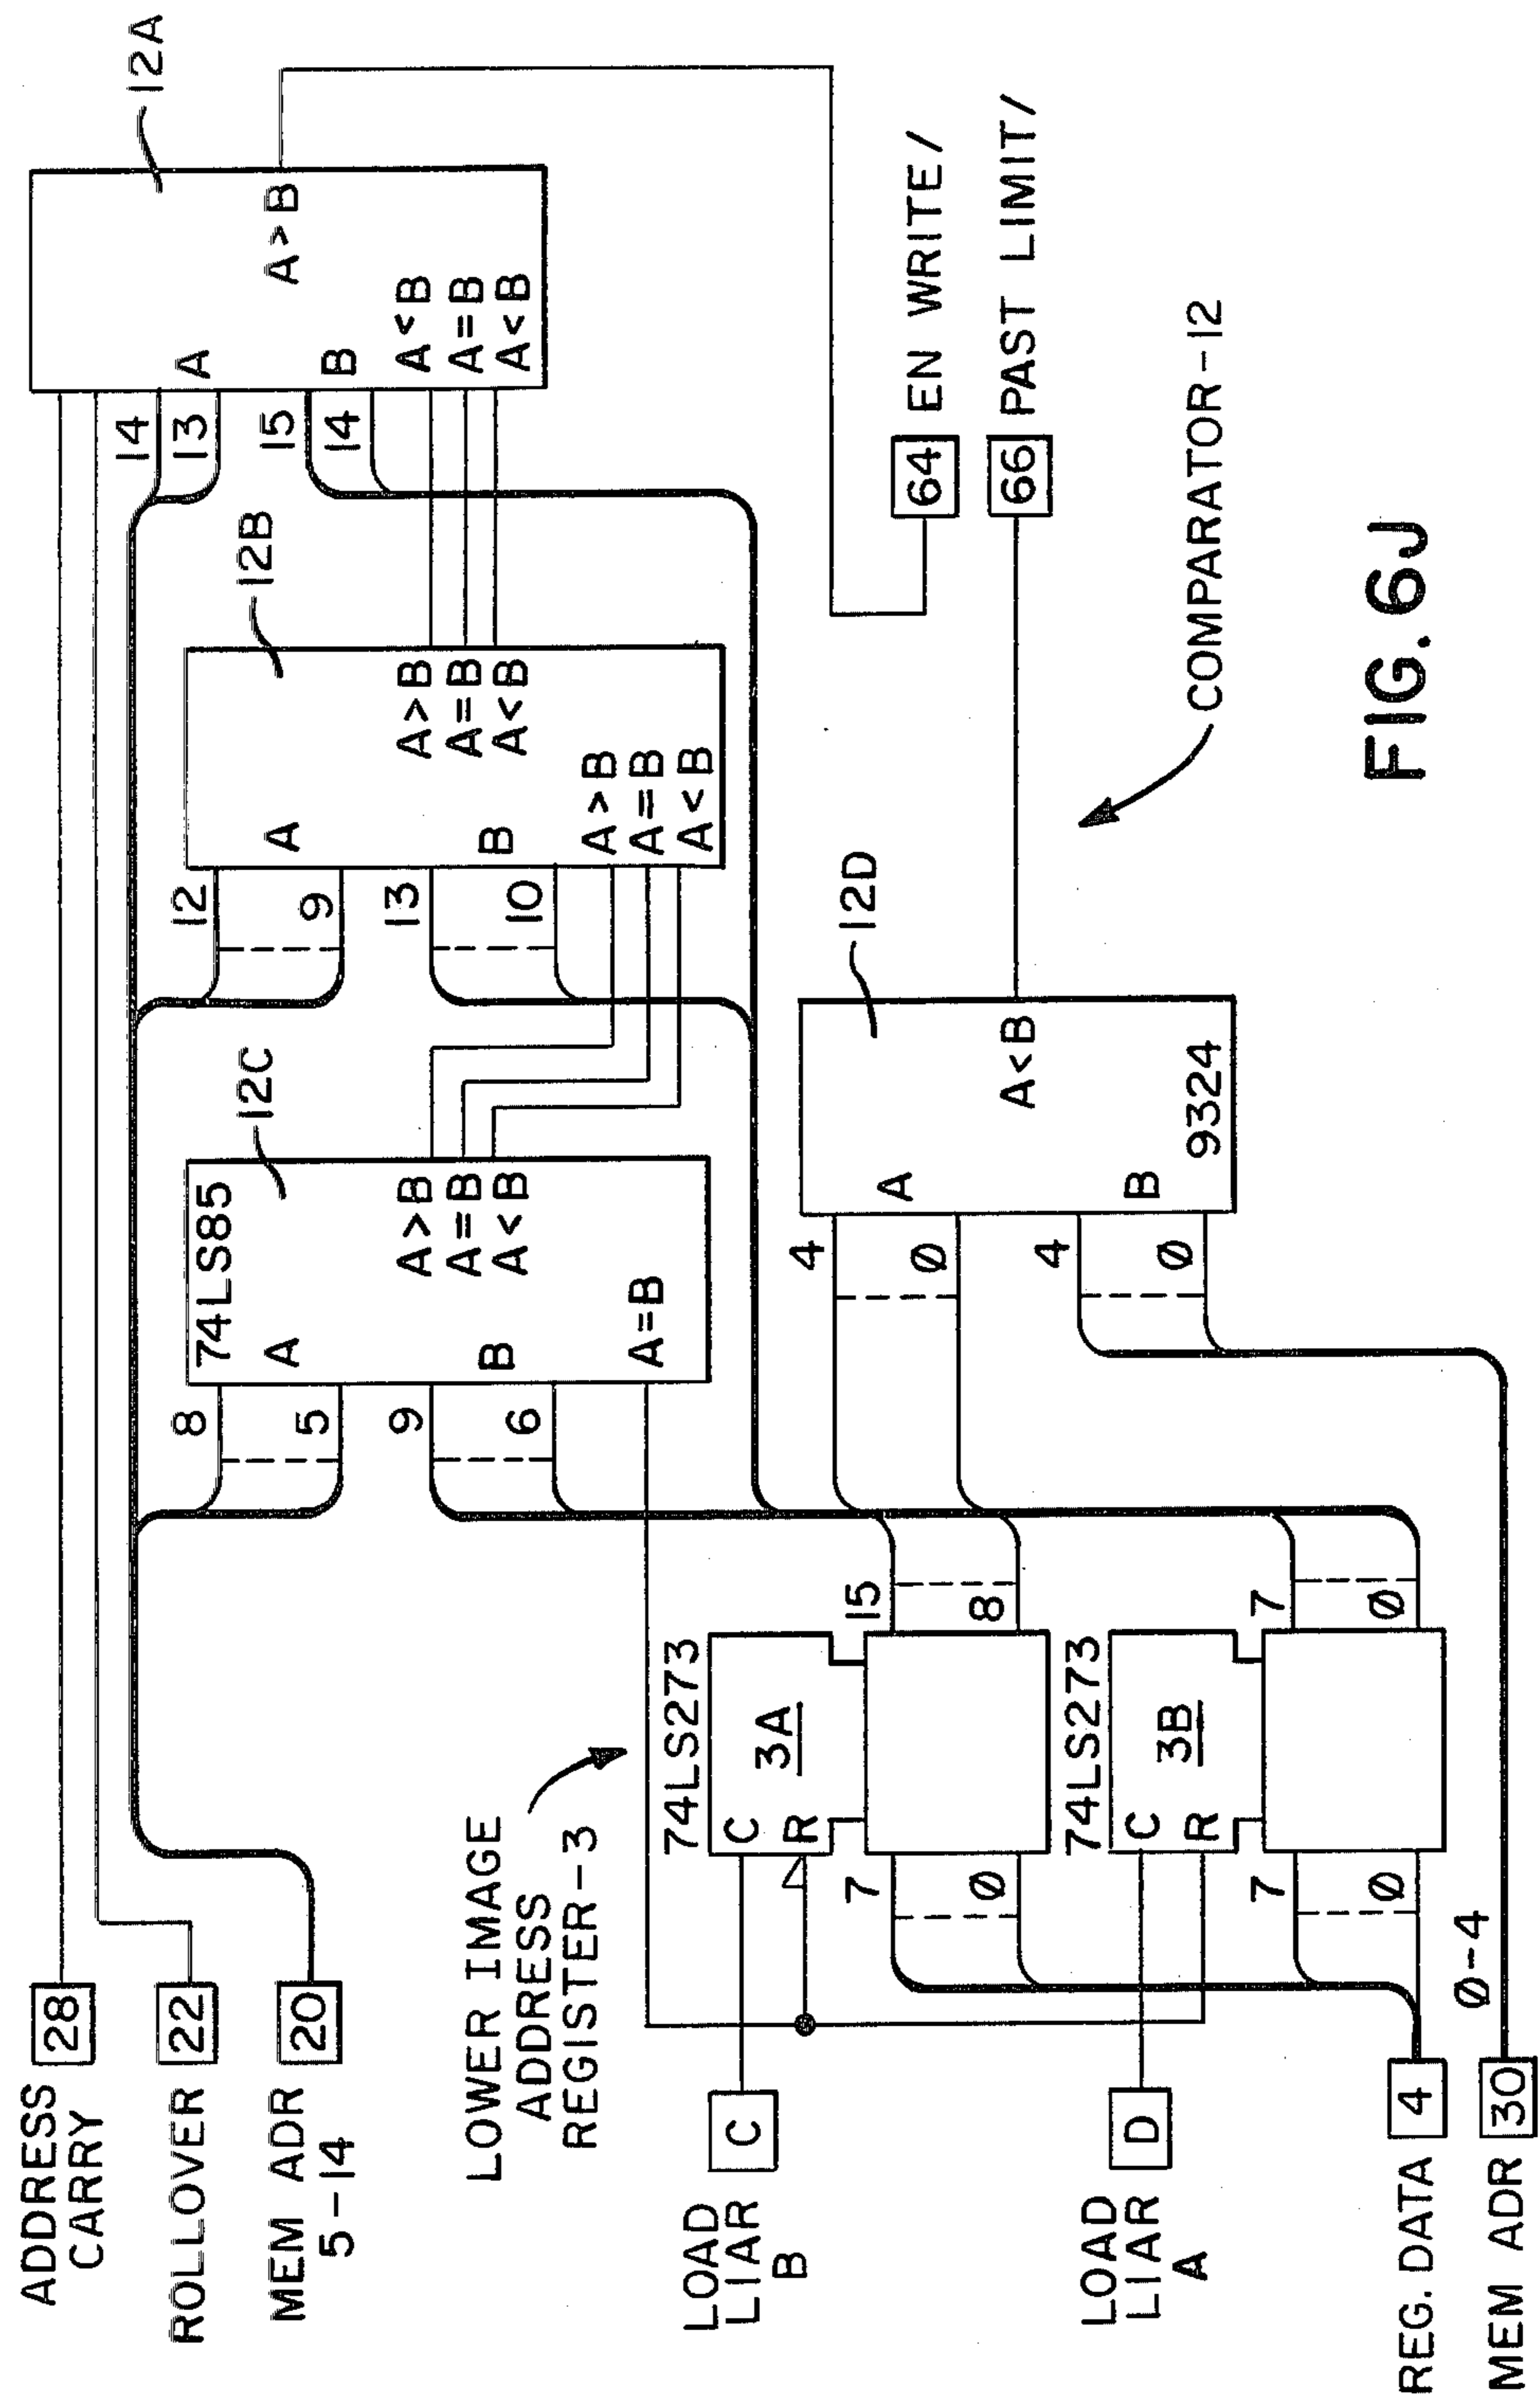 ADDRESS
CARRY
28
ROLLOVER
22
MEM ADR
5-14
20
LOWER IMAGE
ADDRESS
REGISTER-3
LOAD
LIAR
B
C
LOAD
LIAR
A
D
REG. DATA
4
MEM ADR
30
Ø-4
74LS273
3A
C
R
7
Ø
15
8
74LS273
3B
C
R
7
Ø
7
Ø
12C
74LS85
8
5
9
6
A
B
A=B
A>B
A=B
A<B
12B
12
9
13
10
A
B
A>B
A=B
A<B
A>B
A=B
A<B
12A
14
13
15
14
A
B
A<B
A=B
A<B
A>B
12D
4
Ø
4
Ø
A
B
A<B
9324
64
EN WRITE/
66
PAST LIMIT/
COMPARATOR-12
FIG. 6J